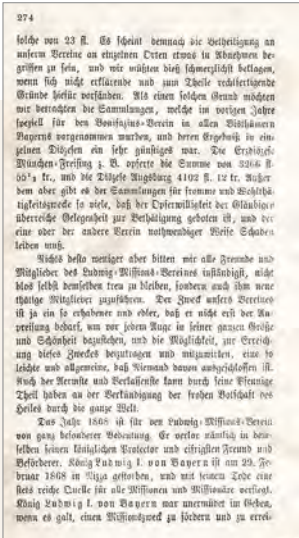 274
solche von 23 fl. Es scheint demnach die Betheiligung an
unserm Vereine an einzelnen Orten etwas in Abnehmen be-
griffen zu sein, und wir müßten dieß schmerzlichst beklagen,
wenn sich nicht erklärende und zum Theile rechtfertigende
Gründe hiefür vorfänden. Als einen solchen Grund möchten
wir betrachten die Sammlungen, welche im vorigen Jahre
speziell für den Bonifazius-Verein in allen Bisthümern
Bayerns vorgenommen wurden, und deren Ergebniß in ein-
zelnen Diözesen ein sehr günstiges war. Die Erzdiözese
München-Freising z. B. opferte die Summe von 3266 fl.
55½ kr., und die Diözese Augsburg 4102 fl. 12 kr. Außer
dem aber gibt es der Sammlungen für fromme und Wohlthä-
tigkeitszwecke so viele, daß der Opferwilligkeit der Gläubigen
überreiche Gelegenheit zur Bethätigung geboten ist, und der
eine oder der andere Verein nothwendiger Weise Schaden
leiden muß.
Nichts desto weniger aber bitten wir alle Freunde und
Mitglieder des Ludwig-Missions-Vereines inständigst, nicht
blos selbst demselben treu zu bleiben, sondern auch ihm neue
thätige Mitglieder zuzuführen. Der Zweck unsers Vereines
ist ja ein so erhabener und edler, daß er nicht erst der An-
preisung bedarf, um vor jedem Auge in seiner ganzen Größe
und Schönheit dazustehen, und die Möglichkeit, zur Erreich-
ung dieses Zweckes beizutragen und mitzuwirken, eine so
leichte und allgemeine, daß Niemand davon ausgeschlossen ist.
Auch der Aermste und Verlassenste kann durch seine Pfennige
Theil haben an der Verkündigung der frohen Botschaft des
Heiles durch die ganze Welt.
Das Jahr 1868 ist für den Ludwig-Missions-Verein
von ganz besonderer Bedeutung. Er verlor nämlich in dem-
selben seinen königlichen Protector und eifrigsten Freund und
Beförderer. König Ludwig I. von Bayern ist am 29. Fe-
bruar 1868 in Nizza gestorben, und mit seinem Tode eine
stets reiche Quelle für alle Missionen und Missionäre versiegt.
König Ludwig I. von Bayern war unermüdet im Geben,
wenn es galt, einen Missionszweck zu fördern und zu errei-